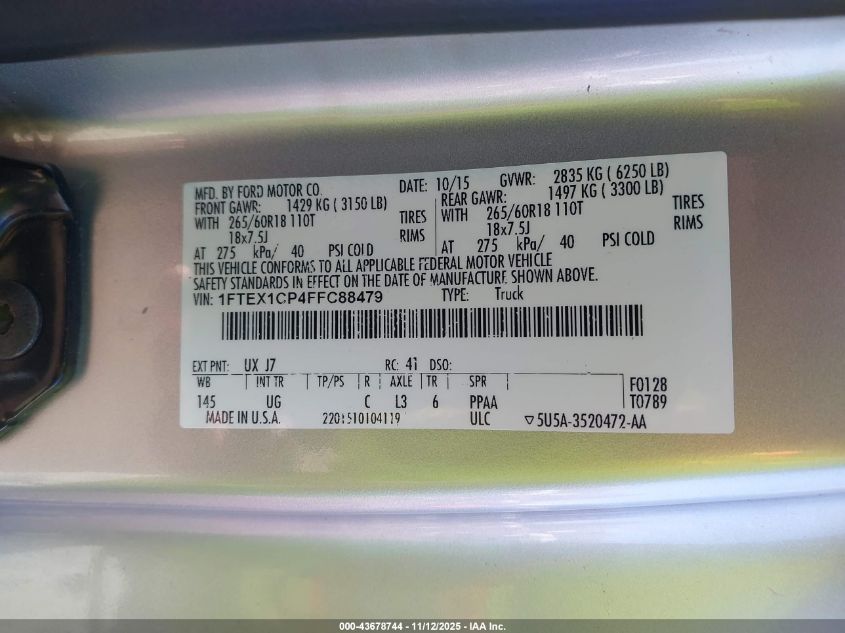 MFD. BY FORD MOTOR CO. DATE: 10/15 GVWR: 2835 KG ( 6250 LB)
FRONT GAWR: 1429 KG ( 3150 LB) REAR GAWR: 1497 KG ( 3300 LB)
WITH 265/60R18 110T TIRES WITH 265/60R18 110T TIRES
18x7.5J RIMS 18x7.5J RIMS
AT 275 kPa/ 40 PSI COLD AT 275 kPa/ 40 PSI COLD
THIS VEHICLE CONFORMS TO ALL APPLICABLE FEDERAL MOTOR VEHICLE
SAFETY STANDARDS IN EFFECT ON THE DATE OF MANUFACTURE SHOWN ABOVE.
VIN: 1FTEX1CP4FFC88479 TYPE: Truck
EXT PNT: UX J7 RC: 41 DSO:
WB INT TR TP/PS R AXLE TR SPR F0128
145 UG C L3 6 PPAA T0789
MADE IN U.S.A. 2201510104119 ULC ▽5U5A-3520472-AA
000-43678744 - 11/12/2025 - IAA Inc.